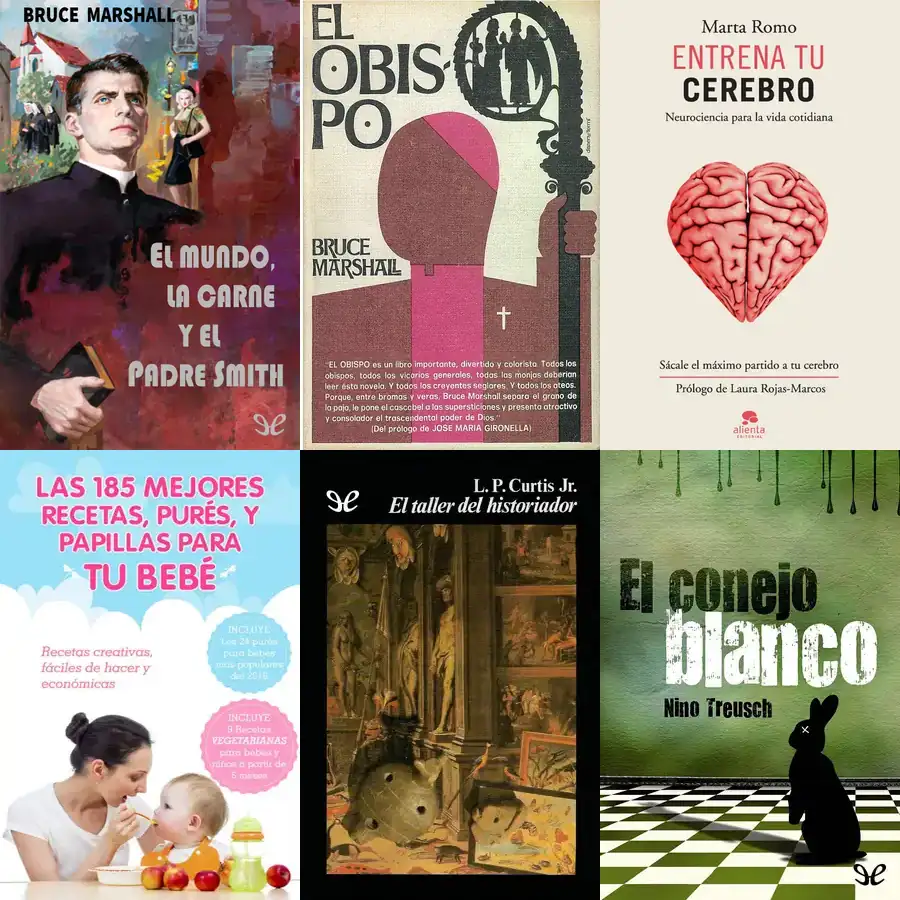 BRUCE MARSHALL
EL MUNDO,
LA CARNE
Y EL
PADRE SMITH
EL
OBIS-
PO
BRUCE
MARSHALL
"EL OBISPO es un libro importante, divertido y colorista. Todos los
obispos, todos los vicarios generales, todas las monjas deberían
leer ésta novela. Y todos los creyentes seglares. Y todos los ateos.
Porque, entre bromas y veras, Bruce Marshall separa el grano de
la paja, le pone el cascabel a las supersticiones y presenta atractivo
y consolador el trascendental poder de Dios."
(Del prólogo de JOSE MARIA GIRONELLA)
Marta Romo
ENTRENA TU
CEREBRO
Neurociencia para la vida cotidiana
Sácale el máximo partido a tu cerebro
Prólogo de Laura Rojas-Marcos
alienta
EDITORIAL
LAS 185 MEJORES
RECETAS, PURÉS, Y
PAPILLAS PARA
TU BEBÉ
Recetas creativas,
fáciles de hacer y
económicas
INCLUYE
Los 24 purés
para bebés
más populares
del 2016
INCLUYE
9 Recetas
VEGETARIANAS
para bebés y
niños a partir de
6 meses
L. P. Curtis Jr.
El taller del historiador
El conejo
blanco
Nino Treusch